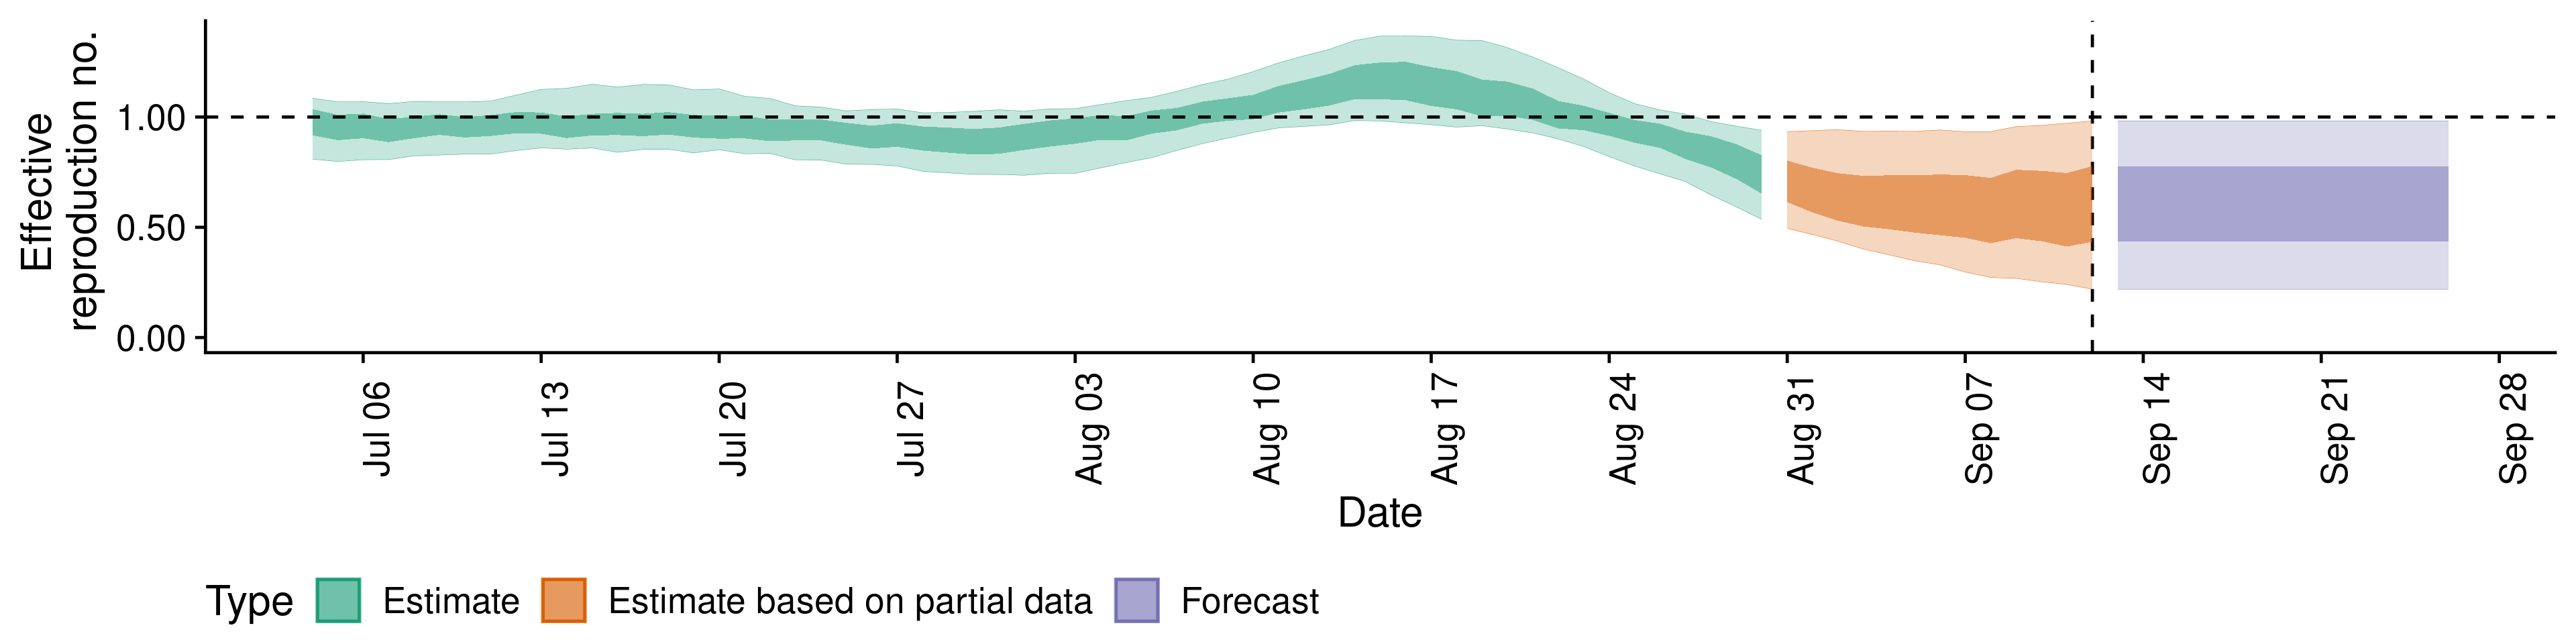 Effective
reproduction no.
1.00
0.50
0.00
Jul 06
Jul 13
Jul 20
Jul 27
Aug 03
Aug 10
Aug 17
Aug 24
Aug 31
Sep 07
Sep 14
Sep 21
Sep 28
Date
Type Estimate Estimate based on partial data Forecast